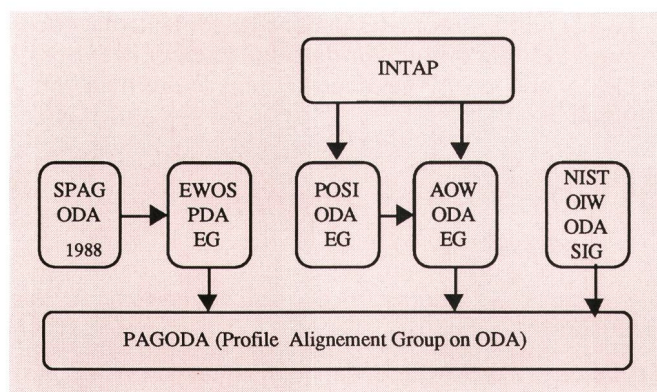 INTAP
SPAG
ODA
1988
EWOS
PDA
EG
POSI
ODA
EG
AOW
ODA
EG
NIST
OIW
ODA
SIG
PAGODA (Profile Alignement Group on ODA)